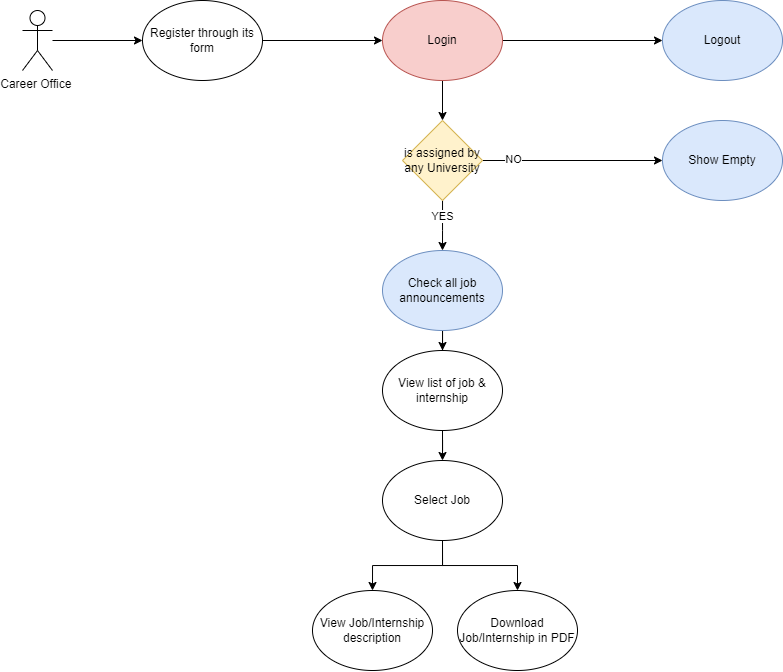 Register through its
form
Login
Logout
Career Office
is assigned by
any University
NO
Show Empty
YES
Check all job
announcements
View list of job &
internship
Select Job
View Job/Internship
description
Download
Job/Internship in PDF